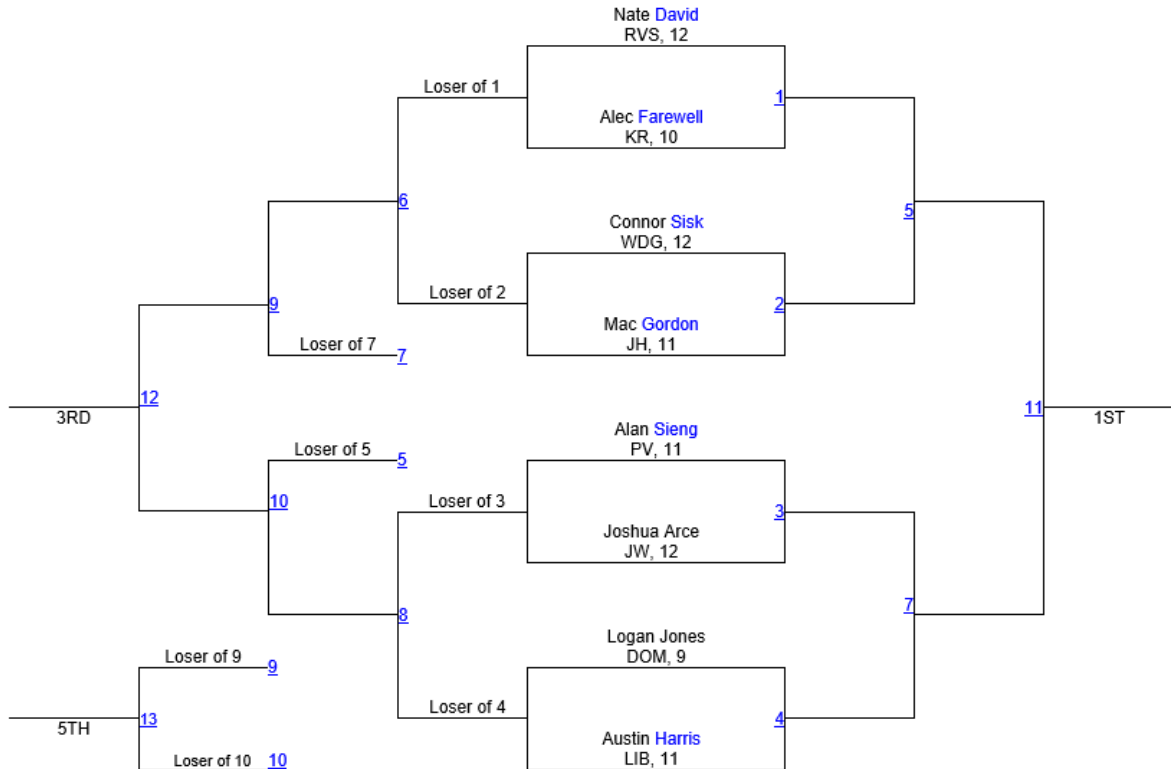 Nate David
RVS, 12
Loser of 1
1
Alec Farewell
KR, 10
6
5
Connor Sisk
WDG, 12
Loser of 2
2
9
Mac Gordon
JH, 11
Loser of 7
7
12
3RD
11
1ST
Alan Sieng
PV, 11
Loser of 5
5
10
Loser of 3
3
Joshua Arce
JW, 12
8
7
Logan Jones
DOM, 9
Loser of 9
9
Loser of 4
4
13
5TH
Austin Harris
LIB, 11
Loser of 10
10